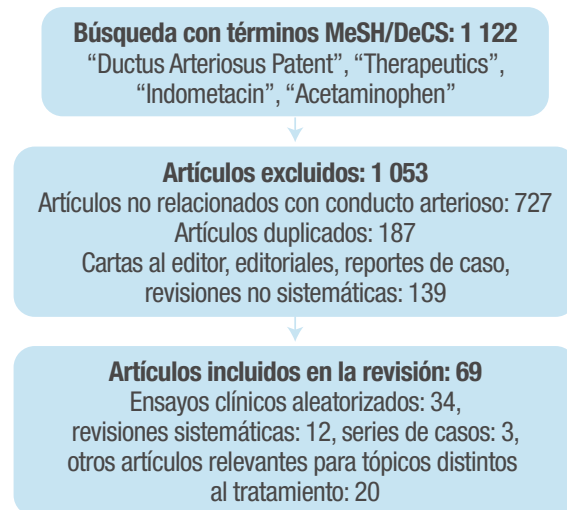 Búsqueda con términos MeSH/DeCS: 1 122
“Ductus Arteriosus Patent”, “Therapeutics”,
“Indometacin”, “Acetaminophen”
Artículos excluidos: 1 053
Artículos no relacionados con conducto arterioso: 727
Artículos duplicados: 187
Cartas al editor, editoriales, reportes de caso,
revisiones no sistemáticas: 139
Artículos incluidos en la revisión: 69
Ensayos clínicos aleatorizados: 34,
revisiones sistemáticas: 12, series de casos: 3,
otros artículos relevantes para tópicos distintos
al tratamiento: 20